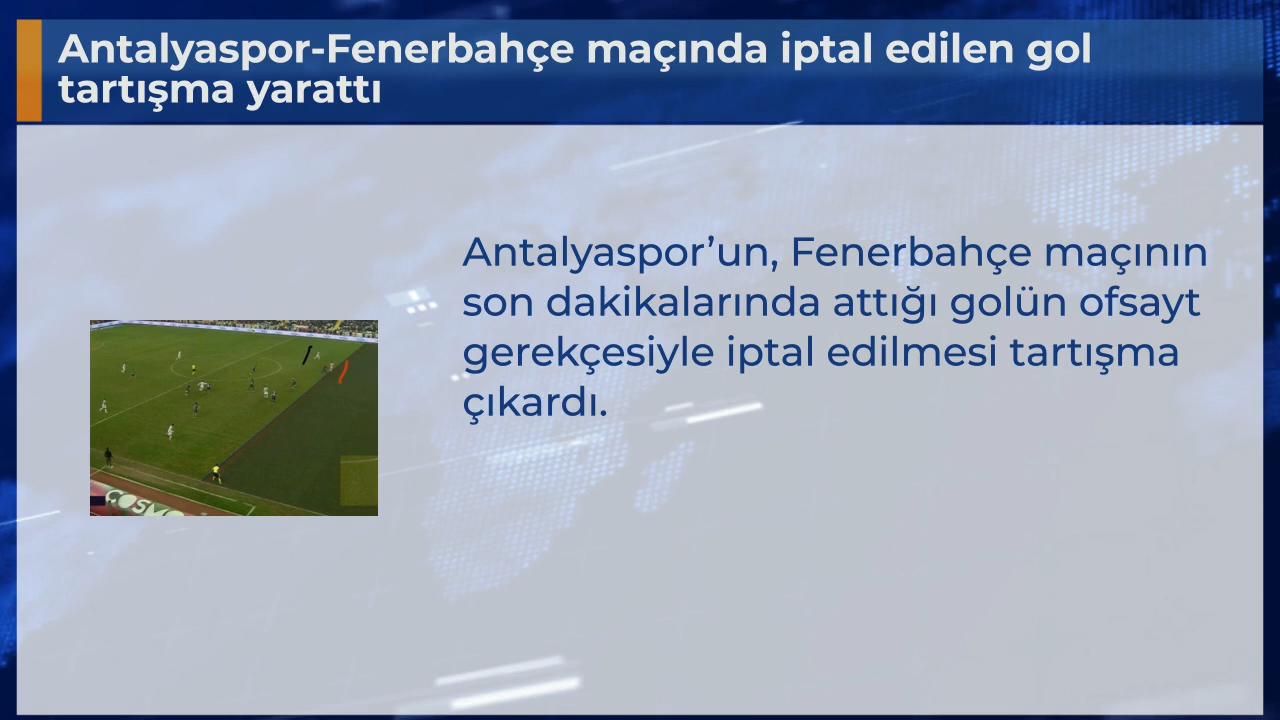 Antalyaspor-Fenerbahçe maçında iptal edilen gol
tartışma yarattı
Antalyaspor’un, Fenerbahçe maçının
son dakikalarında attığı golün ofsayt
gerekçesiyle iptal edilmesi tartışma
çıkardı.